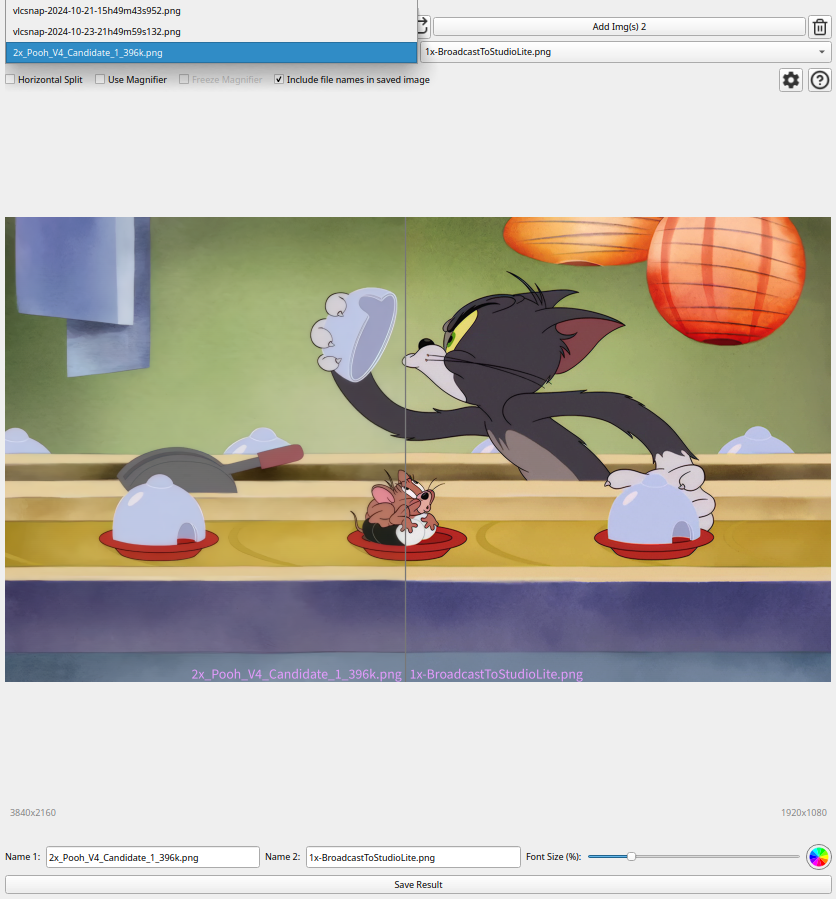 vlcsnap-2024-10-21-15h49m43s952.png
vlcsnap-2024-10-23-21h49m59s132.png
2x_Pooh_V4_Candidate_1_396k.png
Add Img(s) 2
1x-BroadcastToStudioLite.png
Horizontal Split Use Magnifier Freeze Magnifier Include file names in saved image
2x_Pooh_V4_Candidate_1_396k.png 1x-BroadcastToStudioLite.png
3840x2160 1920x1080
Name 1: 2x_Pooh_V4_Candidate_1_396k.png Name 2: 1x-BroadcastToStudioLite.png Font Size (%):
Save Result